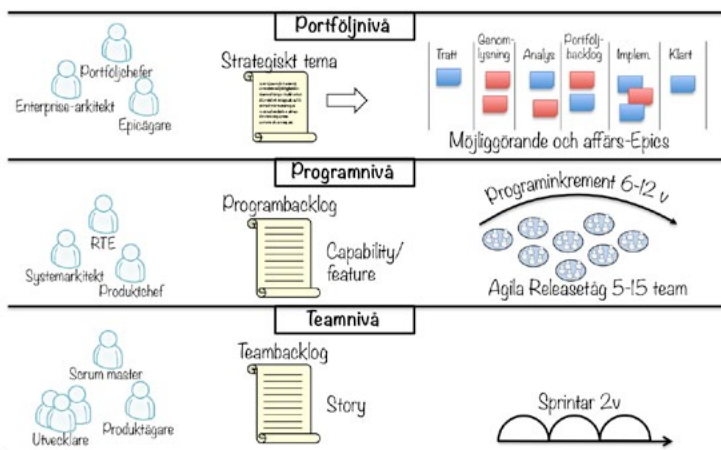 Portföljnivå
Portföljchefer
Enterprise-arkitekt
Epicägare
Strategiskt tema
Tratt
Genom-
lysning
Analys
Portfölj-
backlog
Implem.
Klart
Möjliggörande och affärs-Epics
Programnivå
RTE
Systemarkitekt
Produktchef
Programbacklog
Capability/
feature
Programinkrement 6-12 v
Agila Releasetåg 5-15 team
Teamnivå
Scrum master
Utvecklare
Produktägare
Teambacklog
Story
Sprintar 2v